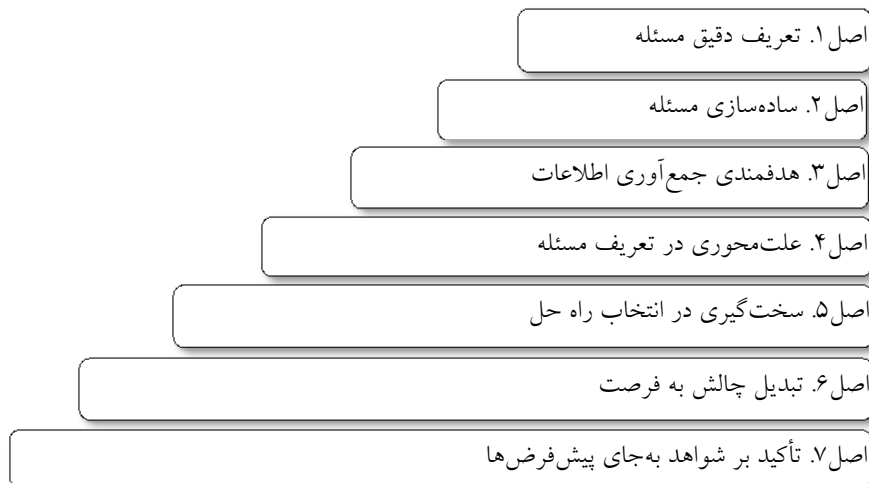 اصل۱. تعریف دقیق مسئله
اصل۲. ساده‌سازی مسئله
اصل۳. هدفمندی جمع‌آوری اطلاعات
اصل۴. علت‌محوری در تعریف مسئله
اصل۵. سخت‌گیری در انتخاب راه حل
اصل۶. تبدیل چالش به فرصت
اصل۷. تأکید بر شواهد به‌جای پیش‌فرض‌ها